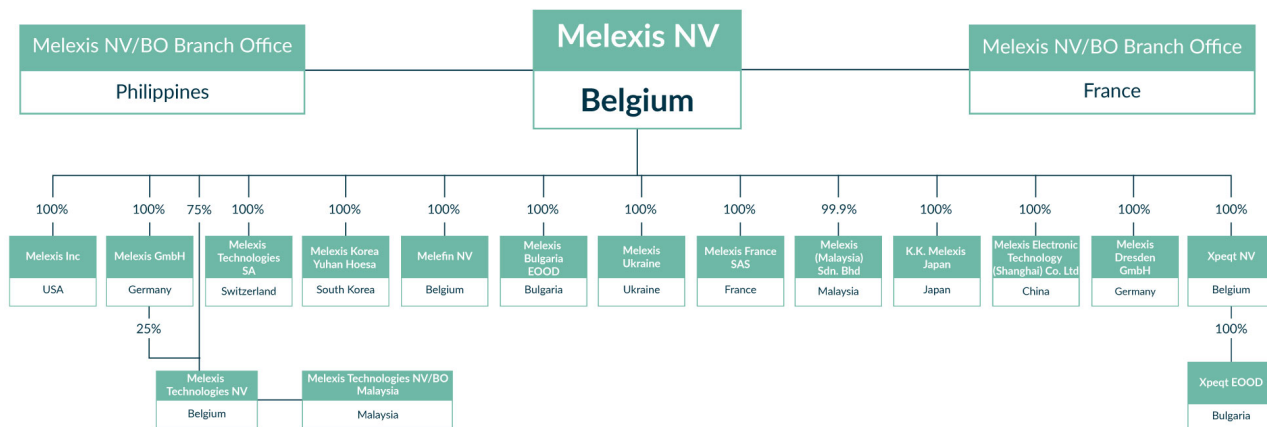 Melexis NV/BO Branch Office
Philippines
Melexis NV
Belgium
Melexis NV/BO Branch Office
France
100%
100%
75%
100%
100%
100%
100%
100%
100%
99.9%
100%
100%
100%
100%
Melexis Inc
USA
Melexis GmbH
Germany
Melexis
Technologies
SA
Switzerland
Melexis Korea
Yuhan Hoesa
South Korea
Melefin NV
Belgium
Melexis
Bulgaria
EOOD
Bulgaria
Melexis
Ukraine
Ukraine
Melexis France
SAS
France
Melexis
(Malaysia)
Sdn. Bhd
Malaysia
K.K. Melexis
Japan
Japan
Melexis Electronic
Technology
(Shanghai) Co. Ltd
China
Melexis
Dresden
GmbH
Germany
Xpeqt NV
Belgium
25%
100%
Melexis
Technologies NV
Belgium
Melexis Technologies NV/BO
Malaysia
Malaysia
Xpeqt EOOD
Bulgaria